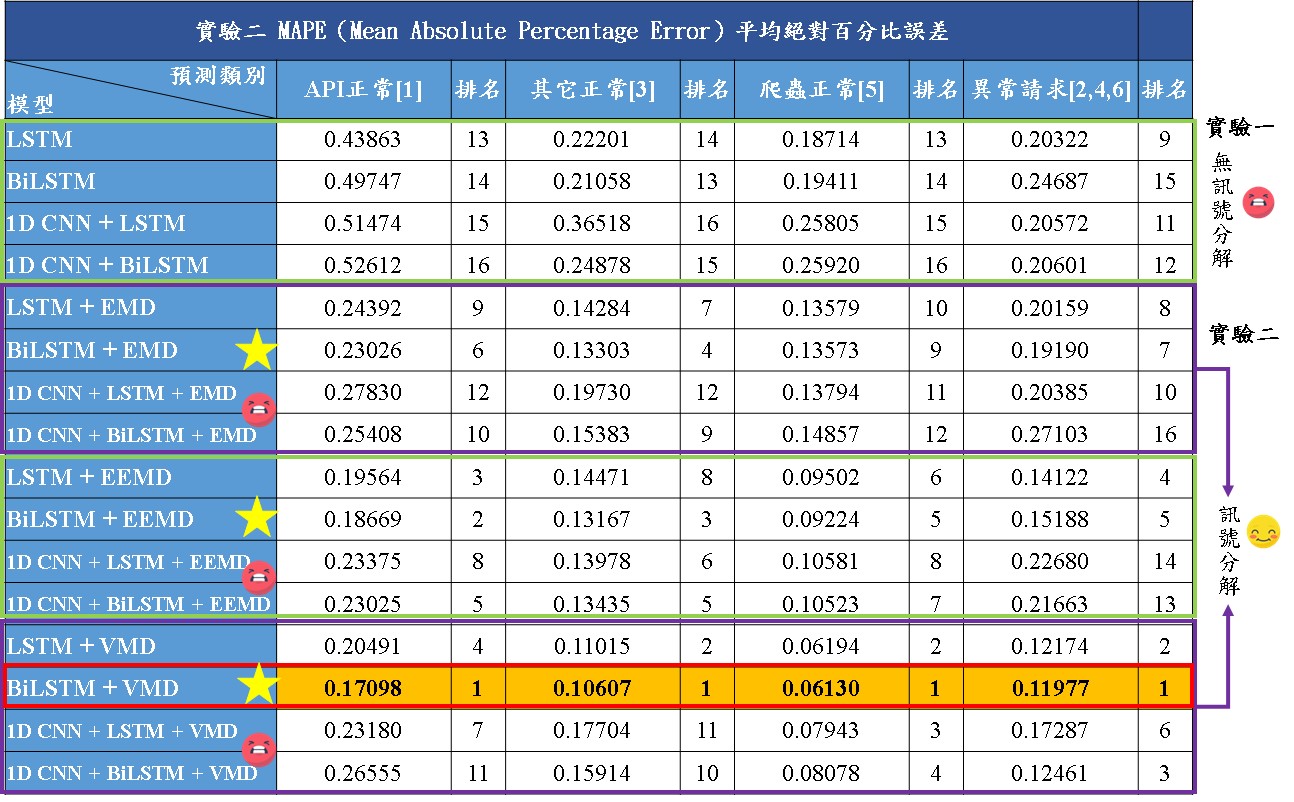 實驗二 MAPE（Mean Absolute Percentage Error）平均絕對百分比誤差
預測類別
模型
API正常[1] 排名 其它正常[3] 排名 爬蟲正常[5] 排名 異常請求[2,4,6] 排名
LSTM 0.43863 13 0.22201 14 0.18714 13 0.20322 9
BiLSTM 0.49747 14 0.21058 13 0.19411 14 0.24687 15
1D CNN + LSTM 0.51474 15 0.36518 16 0.25805 15 0.20572 11
1D CNN + BiLSTM 0.52612 16 0.24878 15 0.25920 16 0.20601 12
LSTM + EMD 0.24392 9 0.14284 7 0.13579 10 0.20159 8
BiLSTM + EMD 0.23026 6 0.13303 4 0.13573 9 0.19190 7
1D CNN + LSTM + EMD 0.27830 12 0.19730 12 0.13794 11 0.20385 10
1D CNN + BiLSTM + EMD 0.25408 10 0.15383 9 0.14857 12 0.27103 16
LSTM + EEMD 0.19564 3 0.14471 8 0.09502 6 0.14122 4
BiLSTM + EEMD 0.18669 2 0.13167 3 0.09224 5 0.15188 5
1D CNN + LSTM + EEMD 0.23375 8 0.13978 6 0.10581 8 0.22680 14
1D CNN + BiLSTM + EEMD 0.23025 5 0.13435 5 0.10523 7 0.21663 13
LSTM + VMD 0.20491 4 0.11015 2 0.06194 2 0.12174 2
BiLSTM + VMD 0.17098 1 0.10607 1 0.06130 1 0.11977 1
1D CNN + LSTM + VMD 0.23180 7 0.17704 11 0.07943 3 0.17287 6
1D CNN + BiLSTM + VMD 0.26555 11 0.15914 10 0.08078 4 0.12461 3
實驗一
無訊號分解
實驗二
訊號分解